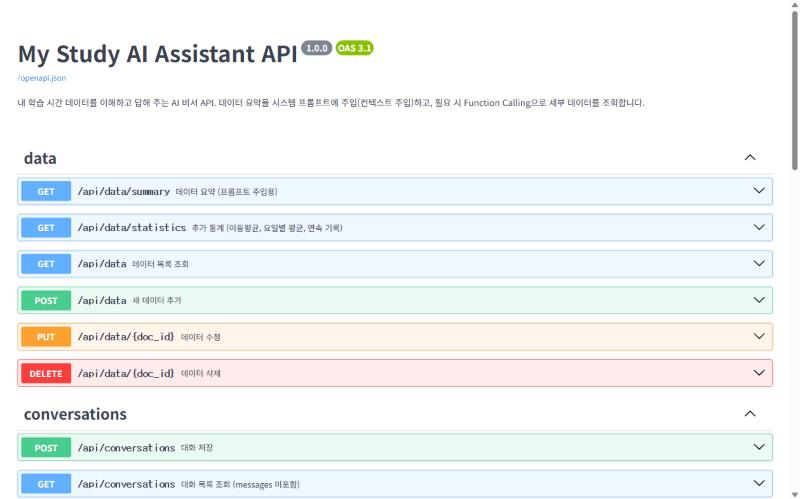 My Study AI Assistant API 1.0.0 OAS 3.1
/openapi.json
내 학습 시간 데이터를 이해하고 답해 주는 AI 비서 API. 데이터 요약을 시스템 프롬프트에 주입(컨텍스트 주입)하고, 필요 시 Function Calling으로 세부 데이터를 조회합니다.
data
GET /api/data/summary 데이터 요약 (프롬프트 주입용)
GET /api/data/statistics 추가 통계 (이동평균, 요일별 평균, 연속 기록)
GET /api/data 데이터 목록 조회
POST /api/data 새 데이터 추가
PUT /api/data/{doc_id} 데이터 수정
DELETE /api/data/{doc_id} 데이터 삭제
conversations
POST /api/conversations 대화 저장
GET /api/conversations 대화 목록 조회 (messages 미포함)